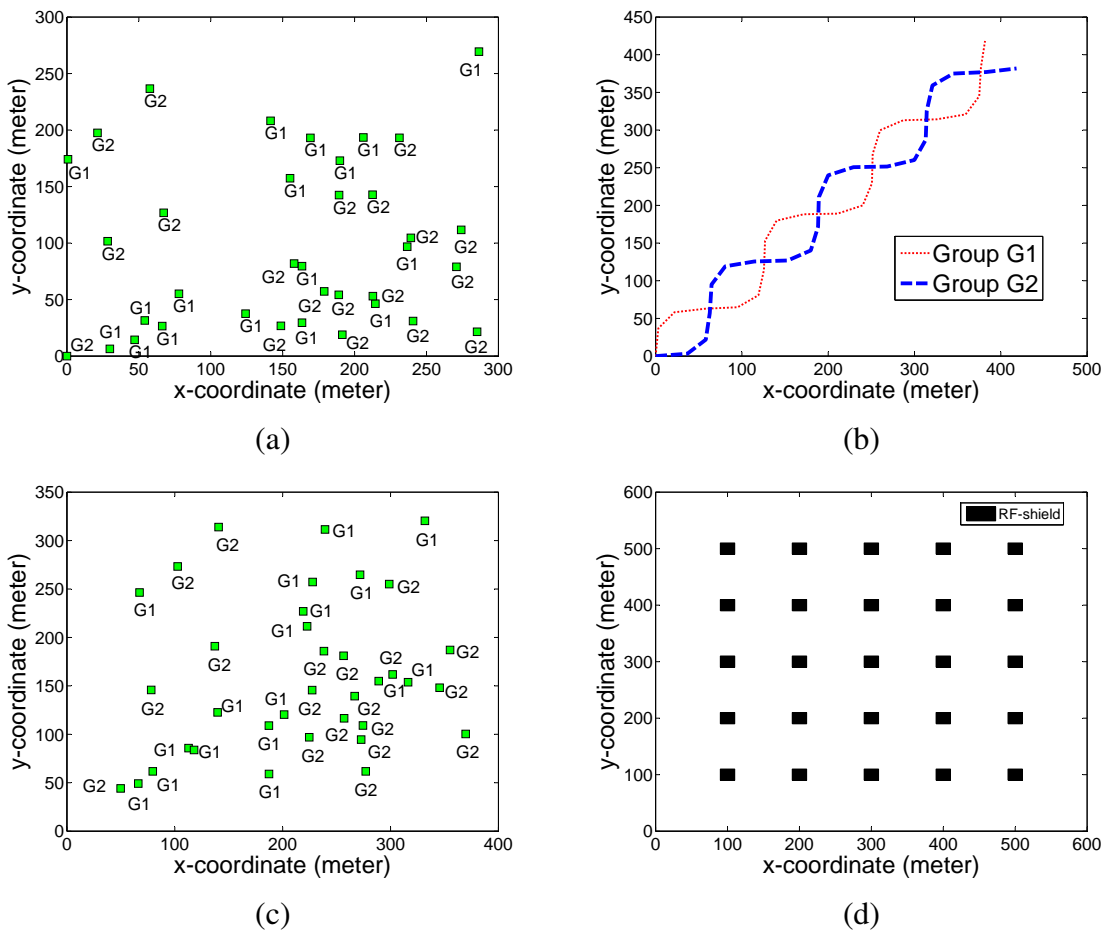 300
250
200
150
100
50
0
y-coordinate (meter)
G1
G2
G2
G1
G1
G1
G1
G2
G1
G1
G2
G2
G2
G2
G2
G1
G2
G1
G2
G1
G2
G2
G2
G1
G1
G1
G2
G1
G2
G1
G1
G1
G2
G1
G2
G2
G2
0 50 100 150 200 250 300
x-coordinate (meter)
(a)
450
400
350
300
250
200
150
100
50
0
y-coordinate (meter)
Group G1
Group G2
0 100 200 300 400 500
x-coordinate (meter)
(b)
350
300
250
200
150
100
50
0
y-coordinate (meter)
G1
G1
G2
G2
G1
G1
G2
G1
G1
G1
G2
G2
G2
G2
G1
G2
G2
G1
G2
G2
G2
G1
G1
G2
G2
G1
G2
G1
G1
G2
G2
G2
G2
G1
G1
G1
G2
0 100 200 300 400
x-coordinate (meter)
(c)
600
500
400
300
200
100
0
y-coordinate (meter)
RF-shield
0 100 200 300 400 500 600
x-coordinate (meter)
(d)